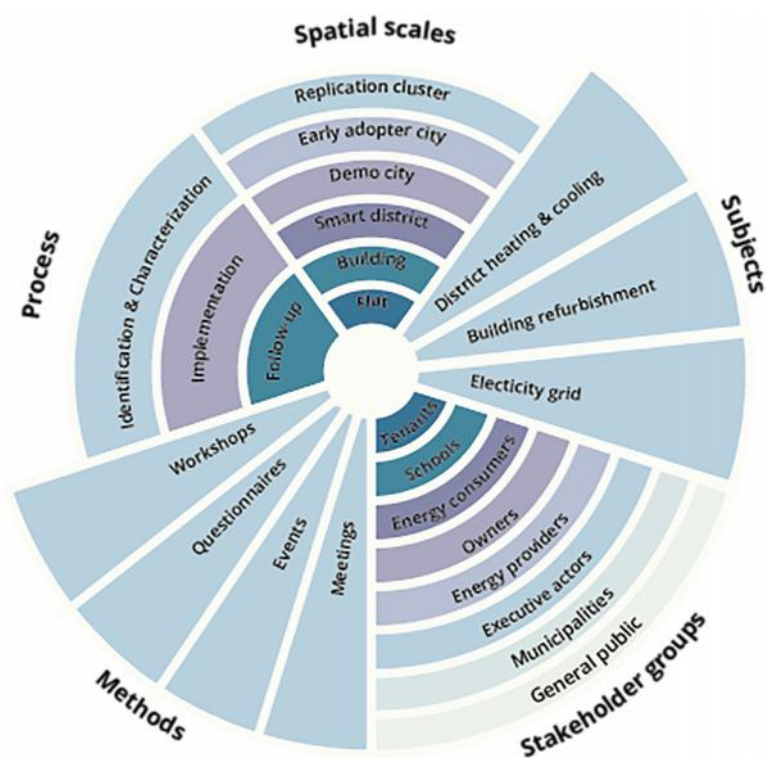 Spatial scales
Replication cluster
Early adopter city
Demo city
Smart district
Building
Flat
Subjects
District heating & cooling
Building refurbishment
Electicity grid
Stakeholder groups
Tenants
Schools
Energy consumers
Owners
Energy providers
Executive actors
Municipalities
General public
Methods
Meetings
Events
Questionnaires
Workshops
Process
Identification & Characterization
Implementation
Follow-up